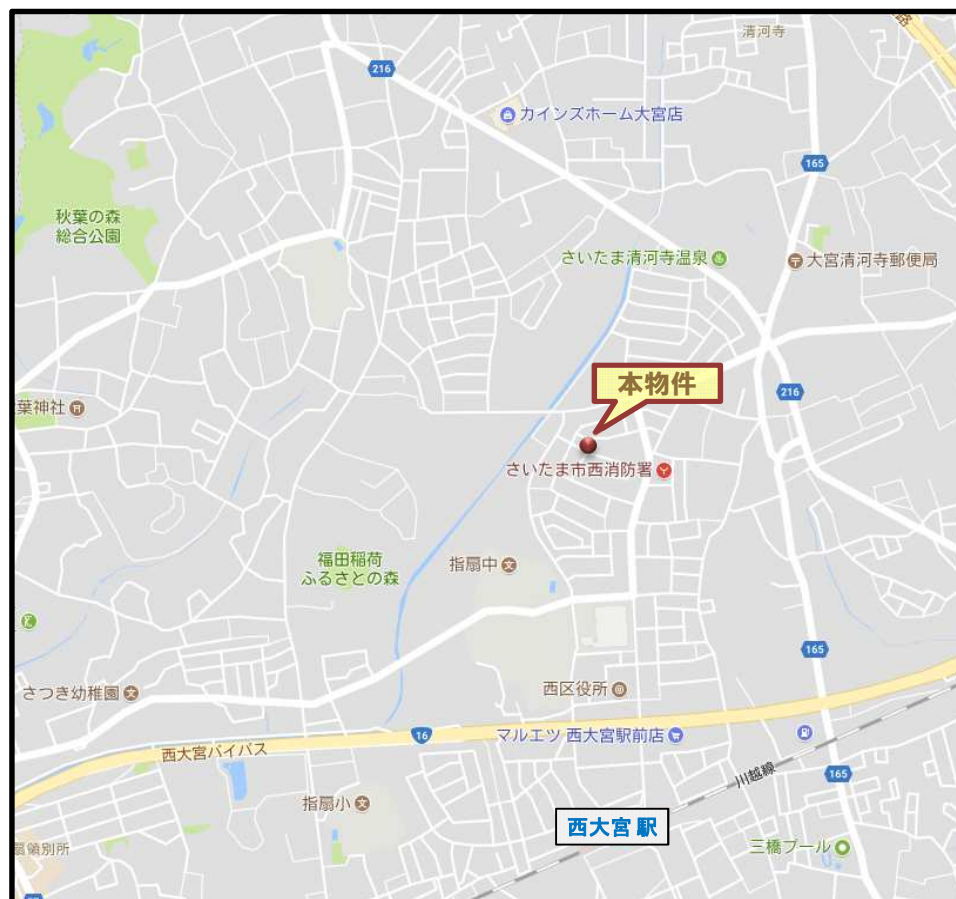 清河寺
216
カインズホーム大宮店
165
秋葉の森
総合公園
さいたま清河寺温泉
大宮清河寺郵便局
本物件
216
葉神社
さいたま市西消防署
福田稲荷
ふるさとの森
指扇中
165
さつき幼稚園
西区役所
16
マルエツ 西大宮駅前店
西大宮バイパス
川越線
165
指扇小
西大宮 駅
三橋プール
扇領別所